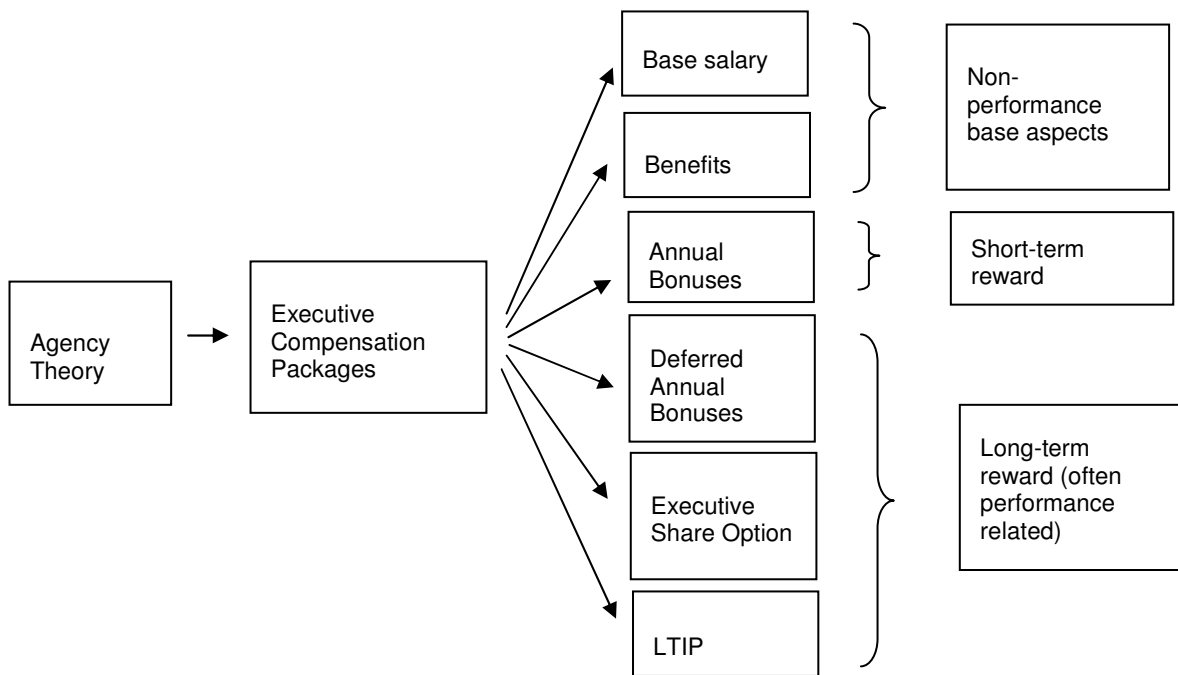 Agency
Theory
Executive
Compensation
Packages
Base salary
Benefits
Annual
Bonuses
Deferred
Annual
Bonuses
Executive
Share Option
LTIP
Non-
performance
base aspects
Short-term
reward
Long-term
reward (often
performance
related)